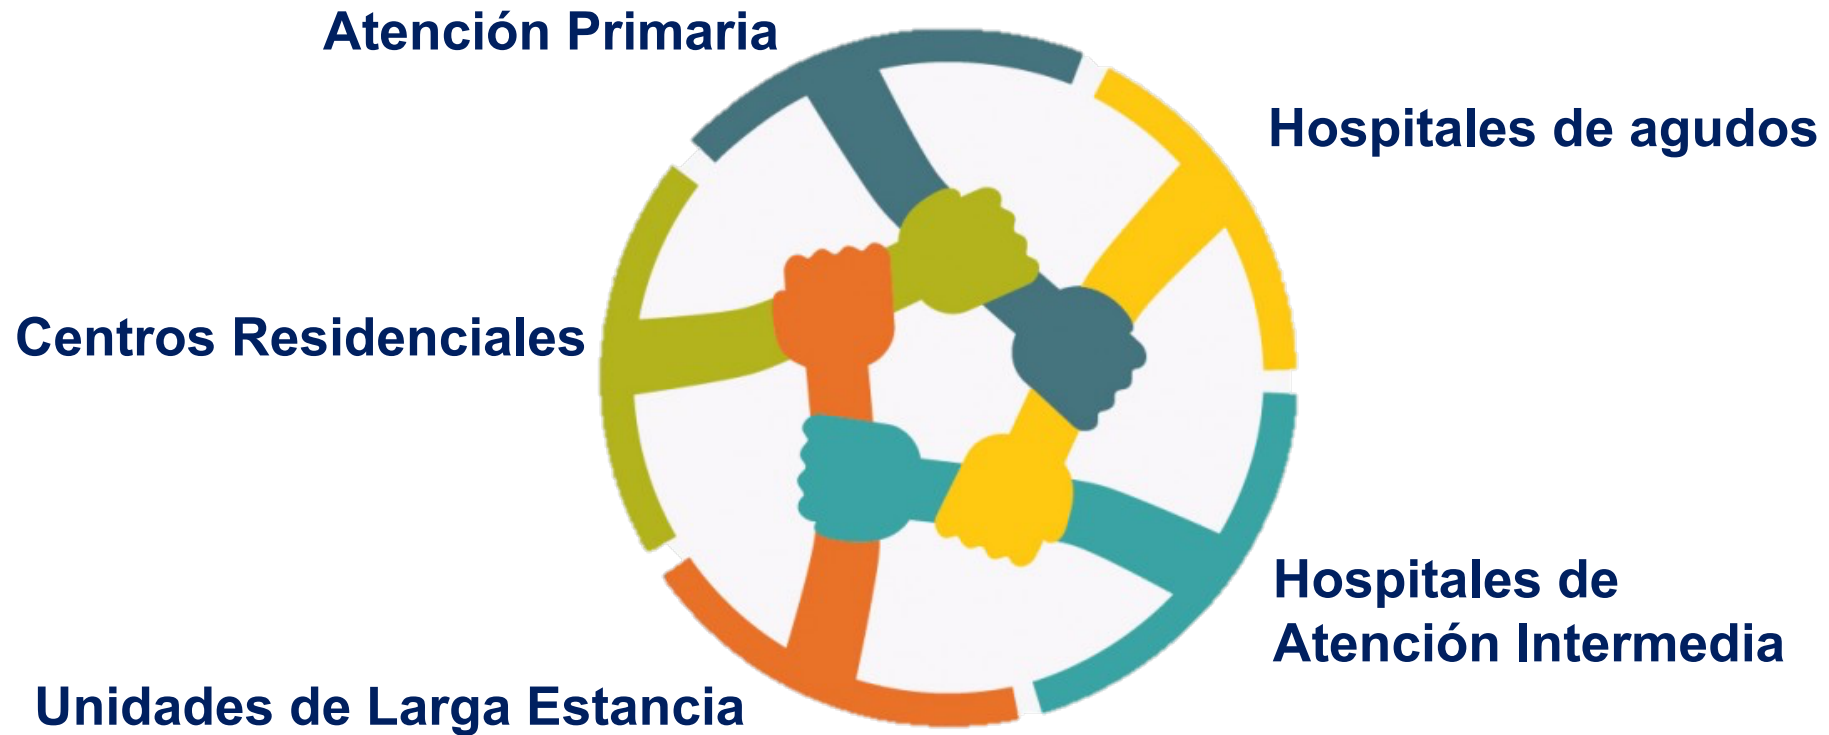 Atención Primaria
Hospitales de agudos
Centros Residenciales
Hospitales de
Atención Intermedia
Unidades de Larga Estancia